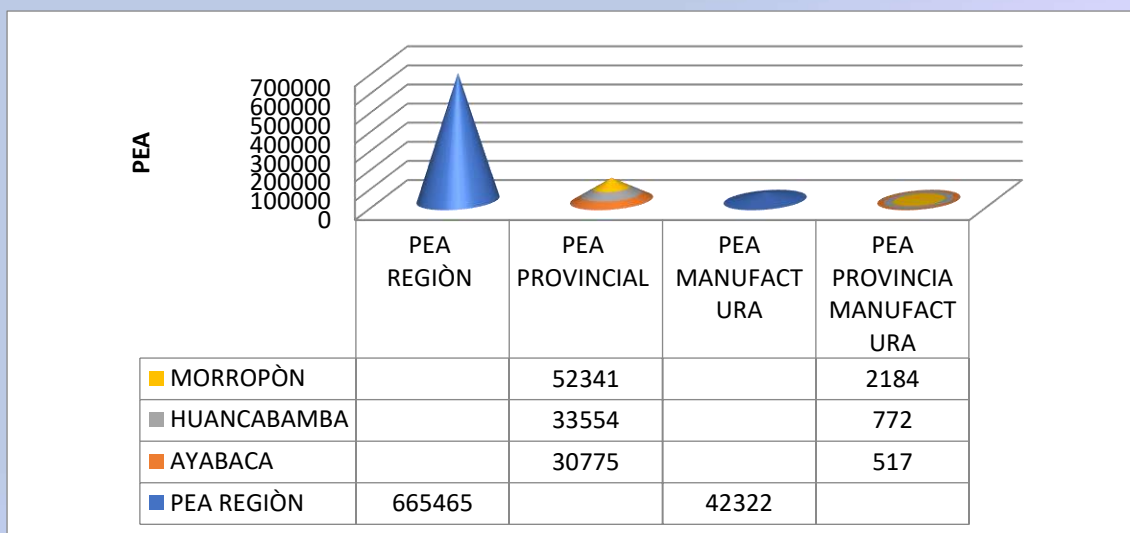 PEA
700000
600000
500000
400000
300000
200000
100000
0
PEA
REGIÒN
PEA
PROVINCIAL
PEA
MANUFACT
URA
PEA
PROVINCIA
MANUFACT
URA
MORROPÒN 52341 2184
HUANCABAMBA 33554 772
AYABACA 30775 517
PEA REGIÒN 665465 42322